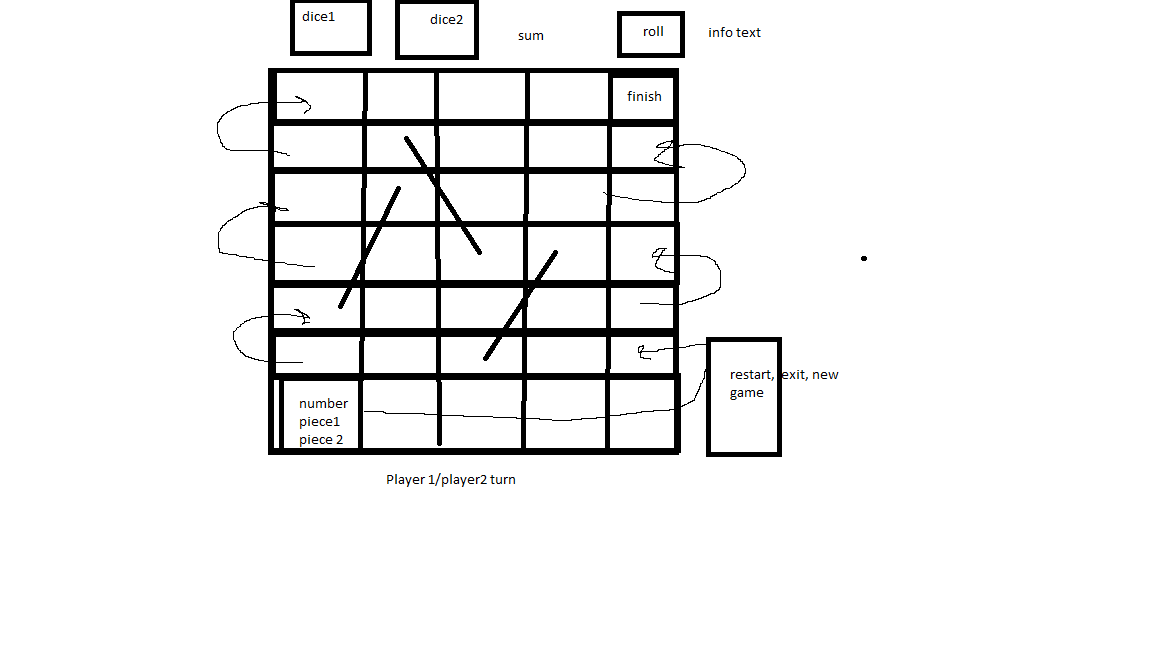 dice1
dice2
sum
roll
info text
finish
restart, exit, new
game
number
piece1
piece 2
Player 1/player2 turn